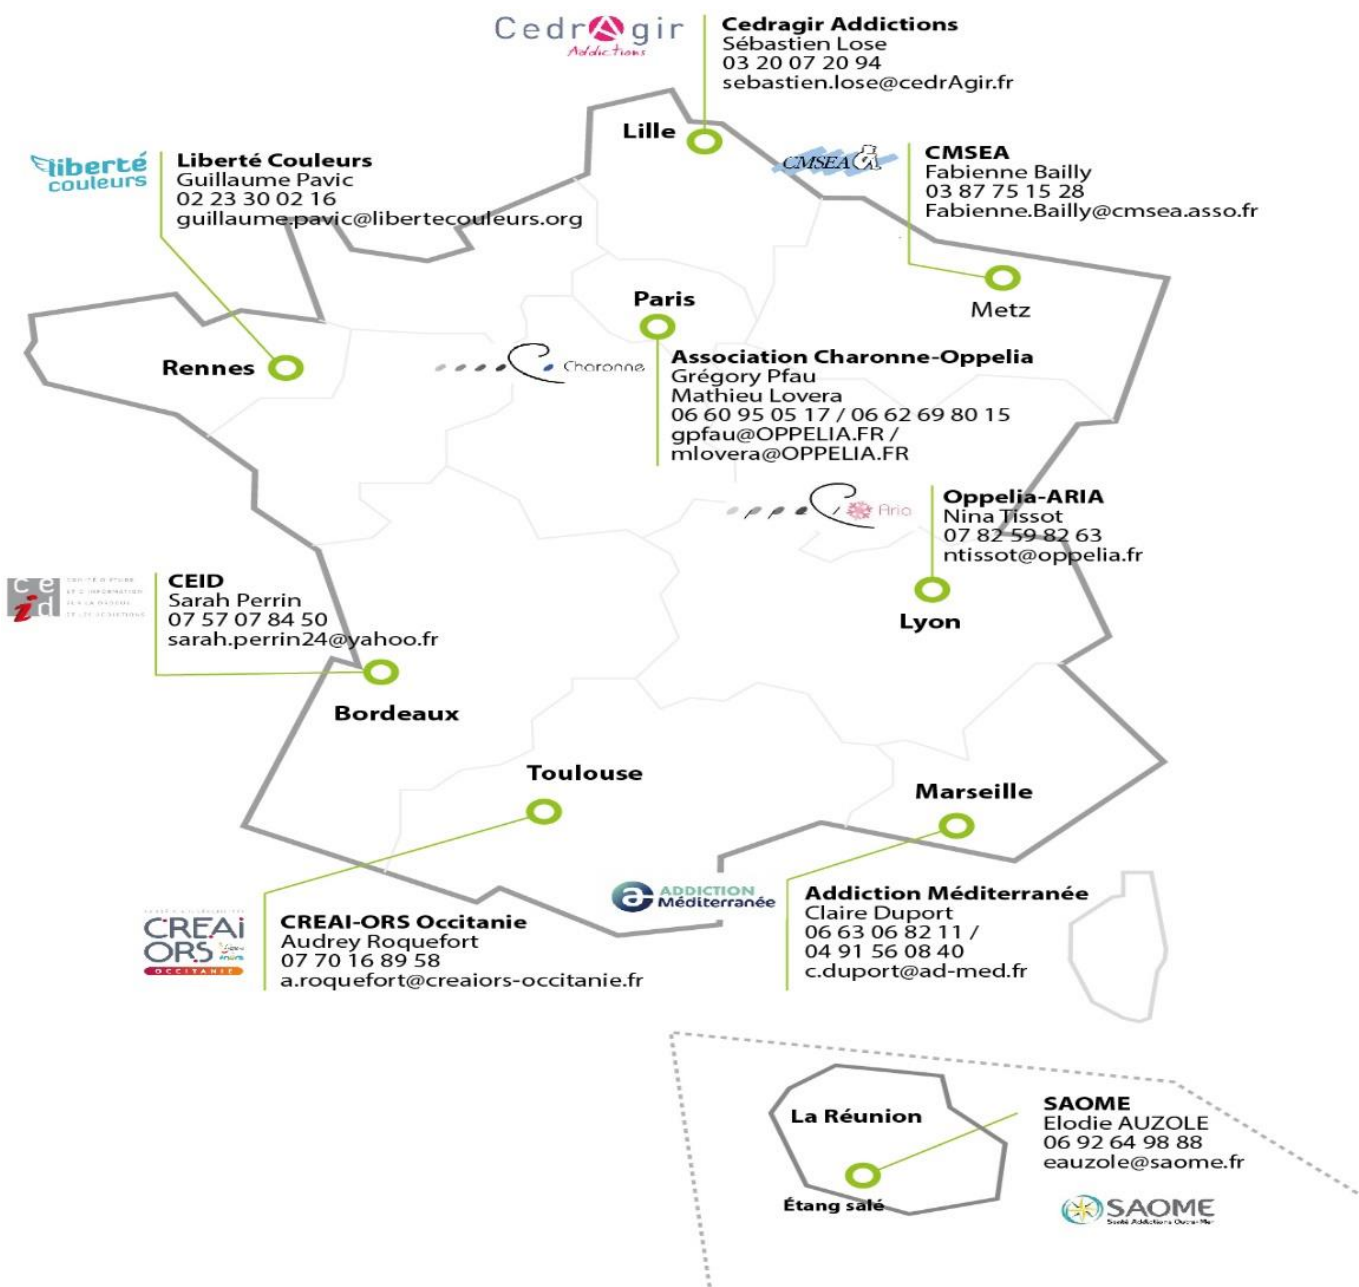 CedrAgir
Addictions
Cedragir Addictions
Sébastien Lose
03 20 07 20 94
sebastien.lose@cedrAgir.fr
Lille
liberté
couleurs
Liberté Couleurs
Guillaume Pavic
02 23 30 02 16
guillaume.pavic@libertecouleurs.org
Rennes
CMSEA
CMSEA
Fabienne Bailly
03 87 75 15 28
Fabienne.Bailly@cmsea.asso.fr
Metz
Paris
Charonne
Association Charonne-Oppelia
Grégory Pfau
Mathieu Lovera
06 60 95 05 17 / 06 62 69 80 15
gpfau@OPPELIA.FR /
mlovera@OPPELIA.FR
Aria
Oppelia-ARIA
Nina Tissot
07 82 59 82 63
ntissot@oppelia.fr
Lyon
ceid
CEID
Sarah Perrin
07 57 07 84 50
sarah.perrin24@yahoo.fr
Bordeaux
Toulouse
CREAI
ORS
OCCITANIE
CREAI-ORS Occitanie
Audrey Roquefort
07 70 16 89 58
a.roquefort@creaiors-occitanie.fr
Marseille
ADDICTION
Méditerranée
Addiction Méditerranée
Claire Duport
06 63 06 82 11 /
04 91 56 08 40
c.duport@ad-med.fr
La Réunion
Étang salé
SAOME
Elodie AUZOLE
06 92 64 98 88
eauzole@saome.fr
SAOME
Santé Addictions Outre-Mer